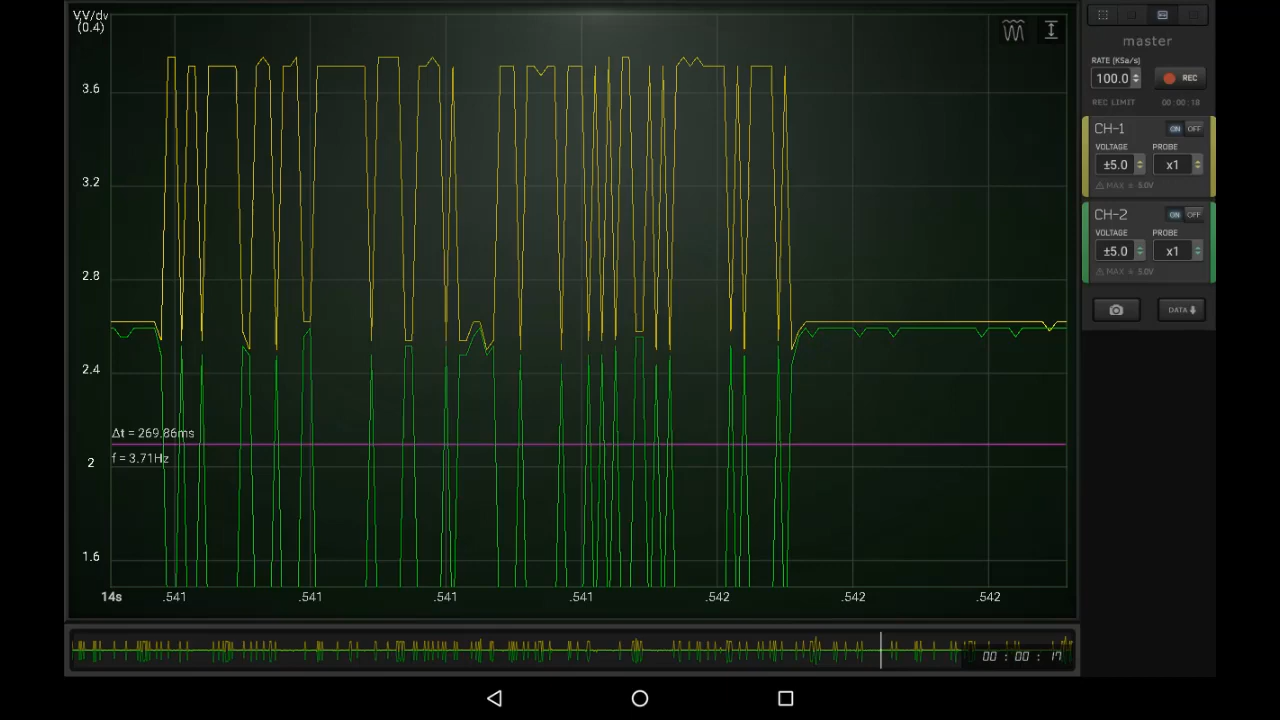 V,V/dv
(0.4)
3.6
3.2
2.8
2.4
2
1.6
Δt = 269.86ms
f = 3.71Hz
14s .541 .541 .541 .541 .542 .542 .542
00 : 00 : 17
master
RATE (KSa/s)
100.0 REC
REC LIMIT 00:00:18
CH-1 ON OFF
VOLTAGE PROBE
±5.0 x1
MAX ± 5.0V
CH-2 ON OFF
VOLTAGE PROBE
±5.0 x1
MAX ± 5.0V
DATA